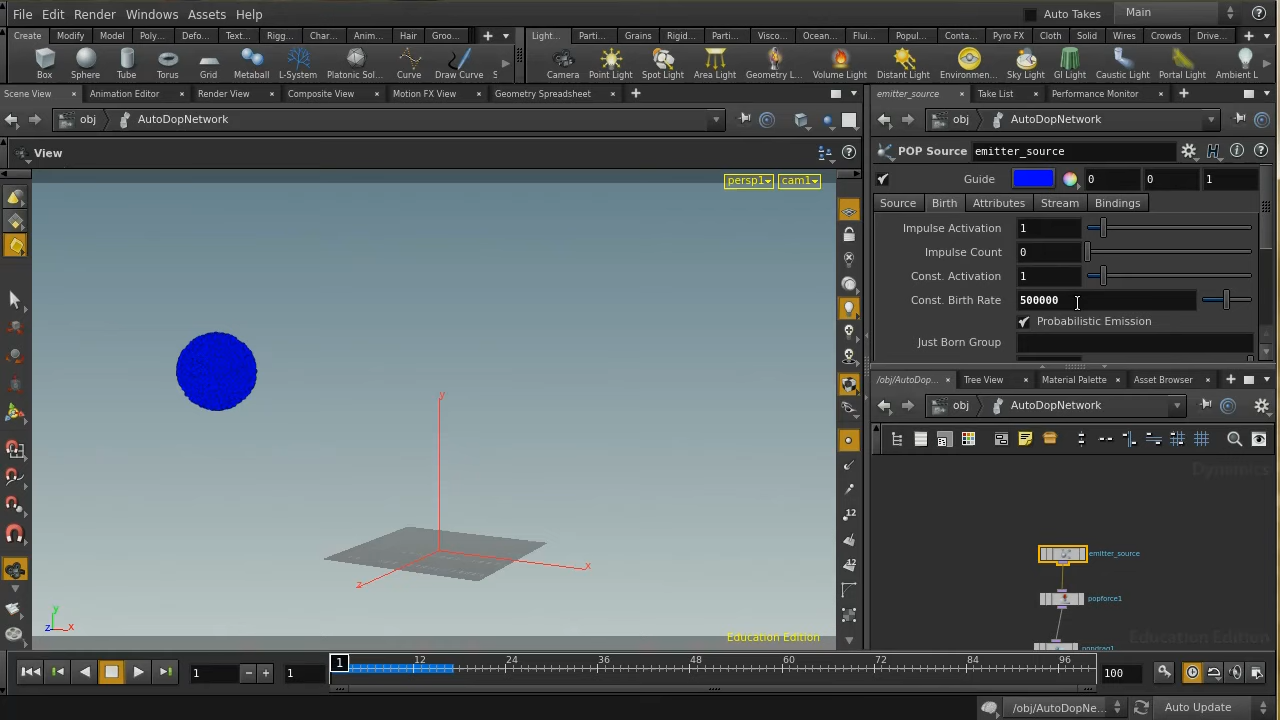 File Edit Render Windows Assets Help Auto Takes Main
Create Modify Model Poly... Defo... Text... Rigg... Char... Anim... Hair Groo... Light... Parti... Grains Rigid... Parti... Visco... Ocean... Flui... Popul... Conta... Pyro FX Cloth Solid Wires Crowds Drive...
Box Sphere Tube Torus Grid Metaball L-System Platonic Sol... Curve Draw Curve S Camera Point Light Spot Light Area Light Geometry L... Volume Light Distant Light Environmen... Sky Light GI Light Caustic Light Portal Light Ambient L
Scene View Animation Editor Render View Composite View Motion FX View Geometry Spreadsheet emitter_source Take List Performance Monitor
obj AutoDopNetwork obj AutoDopNetwork
View POP Source emitter_source
persp1 cam1 Guide 0 0 1
Source Birth Attributes Stream Bindings
Impulse Activation 1
Impulse Count 0
Const. Activation 1
Const. Birth Rate 500000
Probabilistic Emission
Just Born Group
/obj/AutoDop... Tree View Material Palette Asset Browser
obj AutoDopNetwork
Dynamics
y
12
12
emitter_source
x
z
popforce1
y
z x
Education Edition
Education Edition
popdrag1
1 1 1 12 24 36 48 60 72 84 96 100
/obj/AutoDopNe... Auto Update